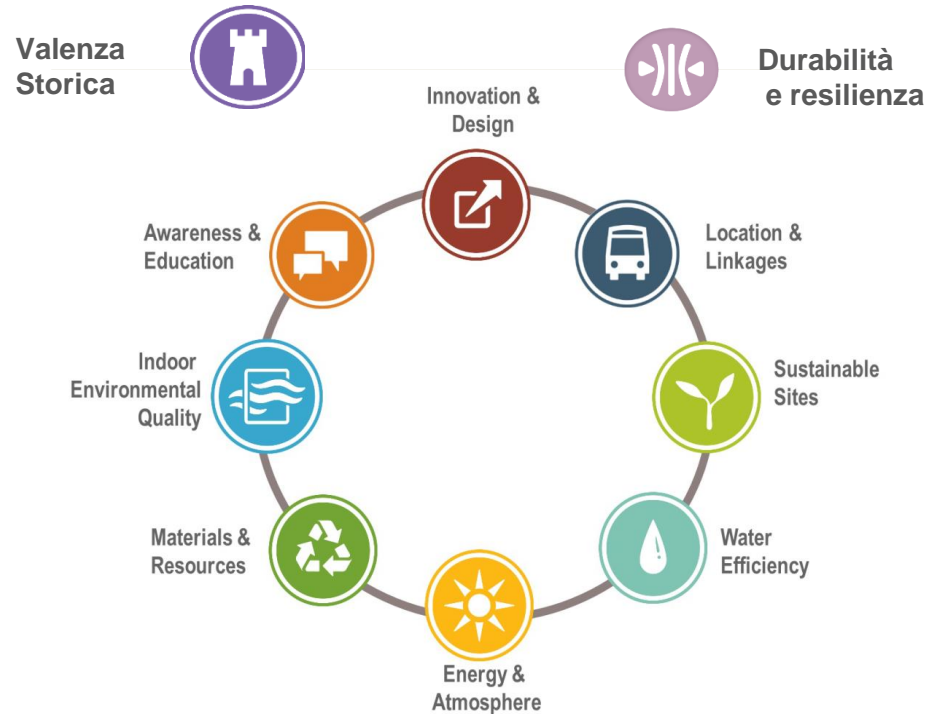 Valenza
Storica
Durabilità
e resilienza
Innovation &
Design
Awareness &
Education
Location &
Linkages
Indoor
Environmental
Quality
Sustainable
Sites
Materials &
Resources
Water
Efficiency
Energy &
Atmosphere